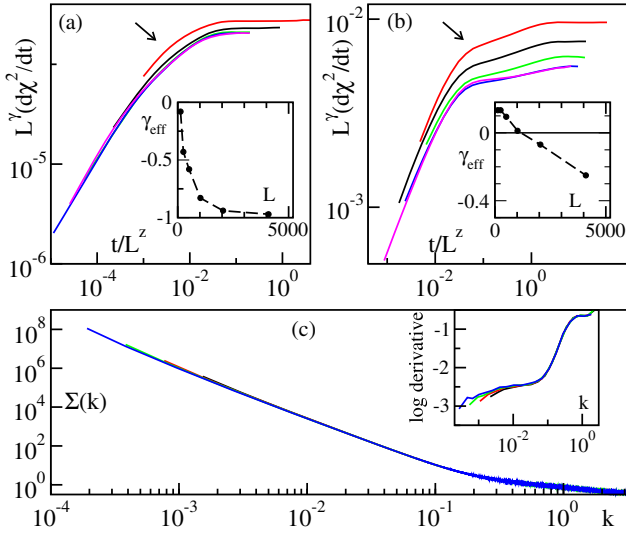 (a)
L^γ(dχ²/dt)
10^-5
10^-6
10^-4
10^-2
10^0
t/L^z
0
-0.5
-1
γ_eff
L
0
5000
(b)
L^γ(dχ²/dt)
10^-2
10^-3
10^-2
10^0
t/L^z
0
-0.4
γ_eff
L
0
5000
(c)
Σ(k)
10^8
10^6
10^4
10^2
10^0
10^-4
10^-3
10^-2
10^-1
10^0
k
log derivative
-1
-2
-3
10^-2
10^0
k